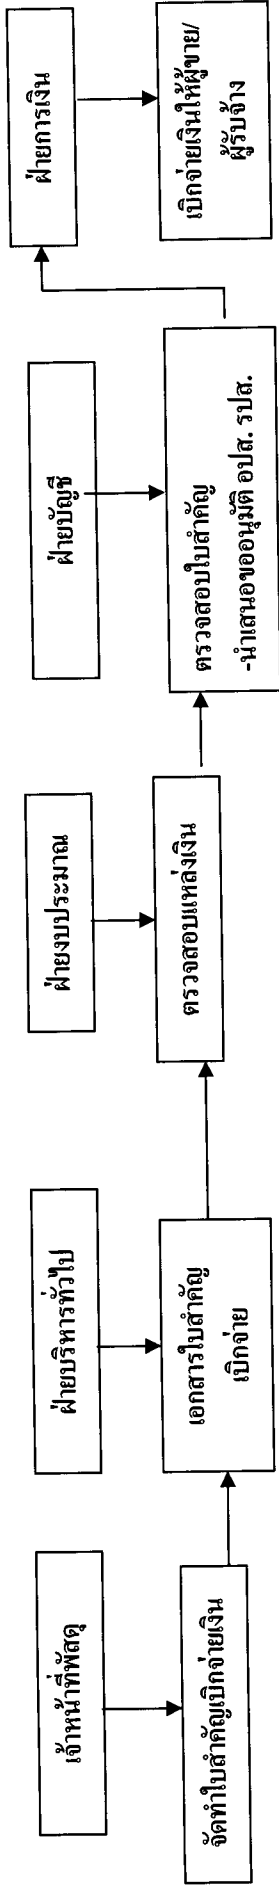 เจ้าหน้าที่พัสดุ
จัดทำใบสำคัญเบิกจ่ายเงิน
ฝ่ายบริหารทั่วไป
เอกสารใบสำคัญ
เบิกจ่าย
ฝ่ายงบประมาณ
ตรวจสอบแหล่งเงิน
ฝ่ายบัญชี
ตรวจสอบใบสำคัญ
-นำเสนอขออนุมัติ อปส. รปส.
ฝ่ายการเงิน
เบิกจ่ายเงินให้ผู้ขาย/
ผู้รับจ้าง